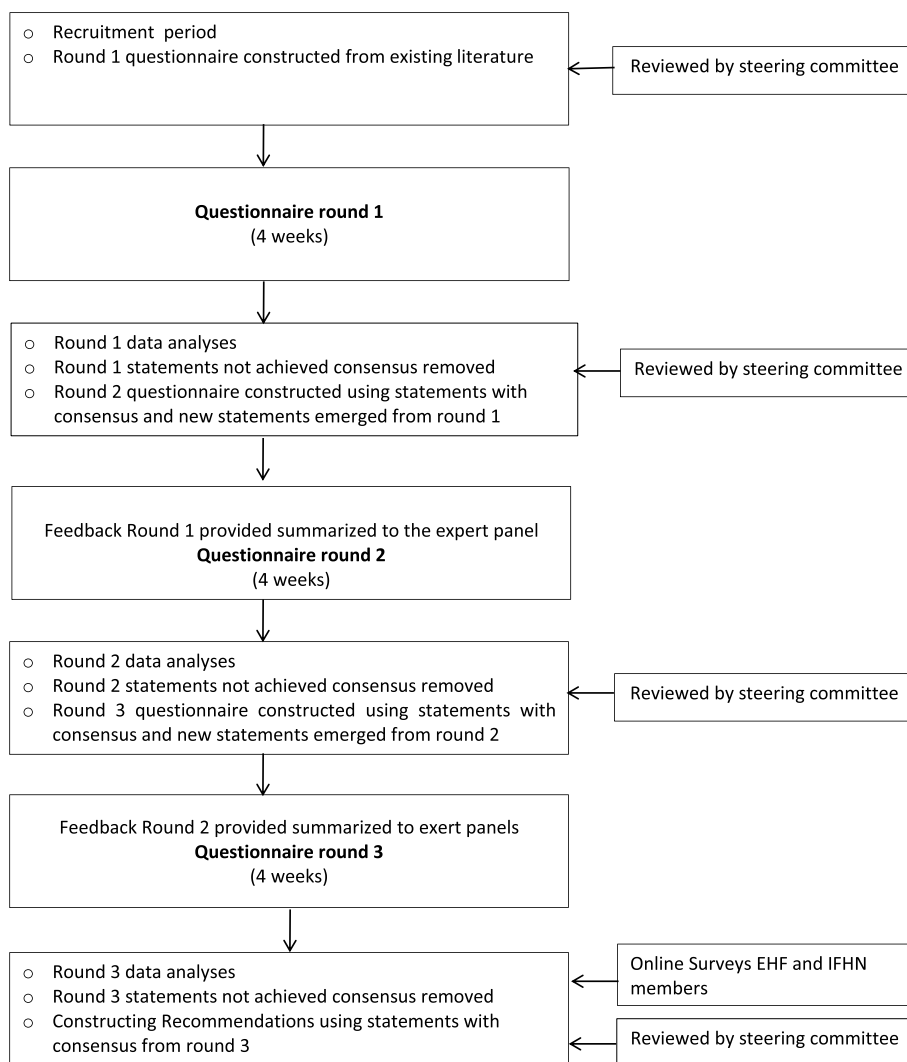 ○ Recruitment period
○ Round 1 questionnaire constructed from existing literature
Reviewed by steering committee
Questionnaire round 1
(4 weeks)
○ Round 1 data analyses
○ Round 1 statements not achieved consensus removed
○ Round 2 questionnaire constructed using statements with
consensus and new statements emerged from round 1
Reviewed by steering committee
Feedback Round 1 provided summarized to the expert panel
Questionnaire round 2
(4 weeks)
○ Round 2 data analyses
○ Round 2 statements not achieved consensus removed
○ Round 3 questionnaire constructed using statements with
consensus and new statements emerged from round 2
Reviewed by steering committee
Feedback Round 2 provided summarized to exert panels
Questionnaire round 3
(4 weeks)
○ Round 3 data analyses
○ Round 3 statements not achieved consensus removed
○ Constructing Recommendations using statements with
consensus from round 3
Online Surveys EHF and IFHN
members
Reviewed by steering committee